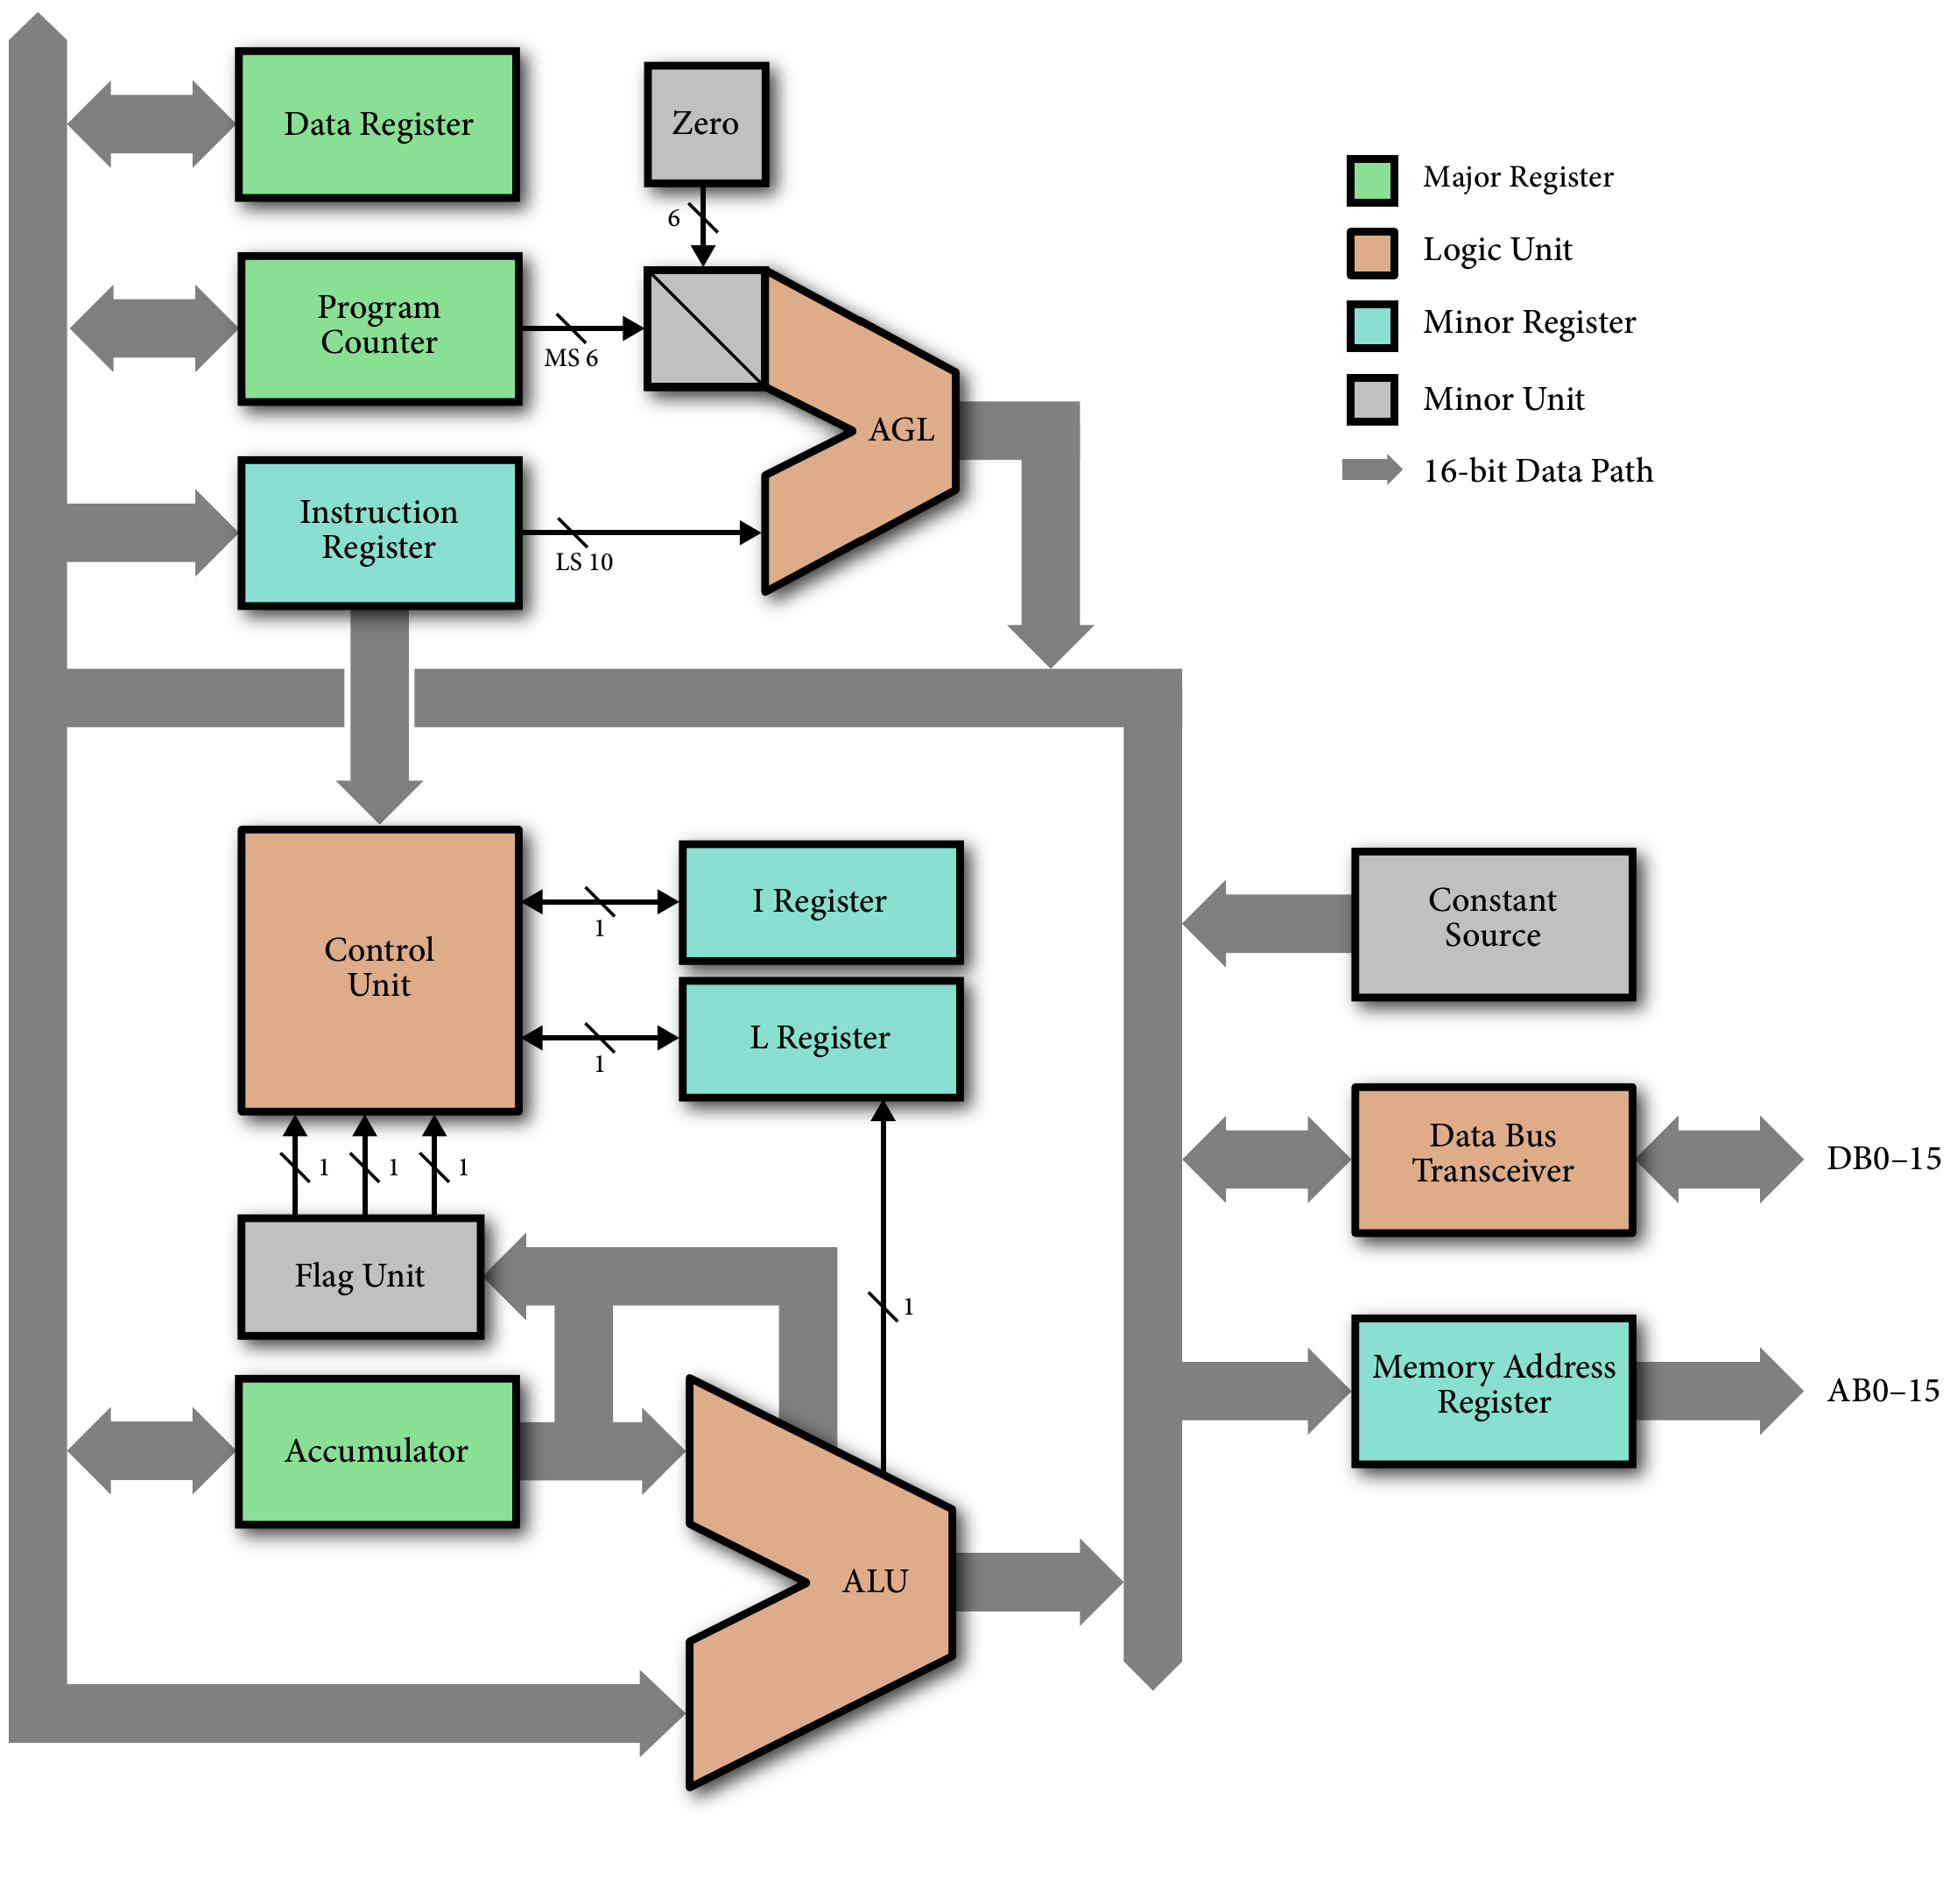 Data Register
Zero
6
Program
Counter
MS 6
AGL
Instruction
Register
LS 10
Major Register
Logic Unit
Minor Register
Minor Unit
16-bit Data Path
Control
Unit
1
I Register
1
L Register
1
1
1
Flag Unit
1
Accumulator
ALU
Constant
Source
Data Bus
Transceiver
DB0–15
Memory Address
Register
AB0–15